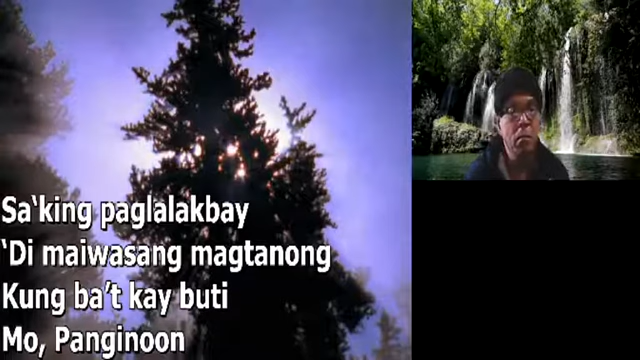 Sa‘king paglalakbay
‘Di maiwasang magtanong
Kung ba’t kay buti
Mo, Panginoon